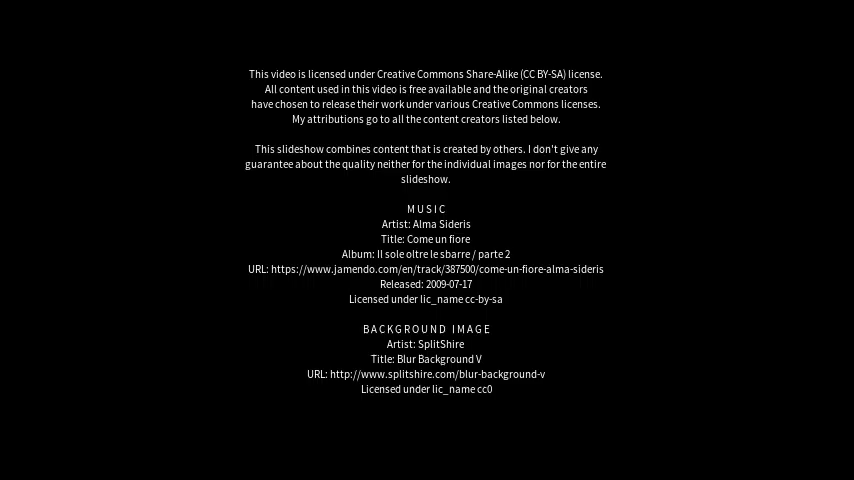 This video is licensed under Creative Commons Share-Alike (CC BY-SA) license.
All content used in this video is free available and the original creators
have chosen to release their work under various Creative Commons licenses.
My attributions go to all the content creators listed below.
This slideshow combines content that is created by others. I don't give any
guarantee about the quality neither for the individual images nor for the entire
slideshow.
MUSIC
Artist: Alma Sideris
Title: Come un fiore
Album: Il sole oltre le sbarre / parte 2
URL: https://www.jamendo.com/en/track/387500/come-un-fiore-alma-sideris
Released: 2009-07-17
Licensed under lic_name cc-by-sa
BACKGROUND IMAGE
Artist: SplitShire
Title: Blur Background V
URL: http://www.splitshire.com/blur-background-v
Licensed under lic_name cc0